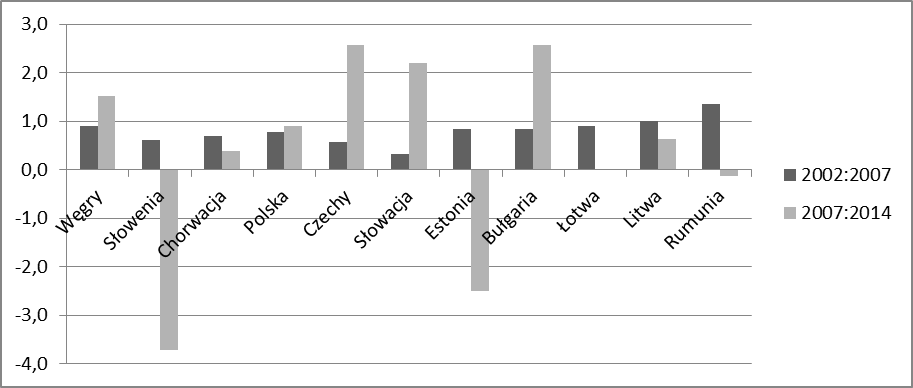 3,0
2,0
1,0
0,0
-1,0
-2,0
-3,0
-4,0
Węgry
Słowenia
Chorwacja
Polska
Czechy
Słowacja
Estonia
Bułgaria
Łotwa
Litwa
Rumunia
2002:2007
2007:2014